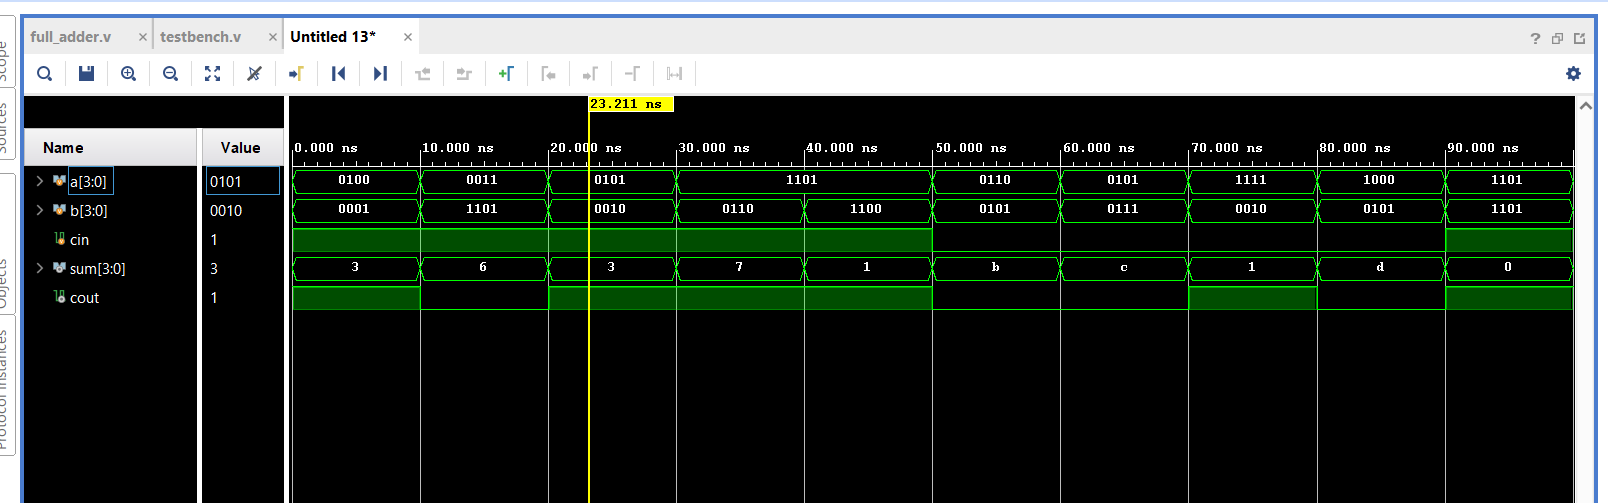 full_adder.v × testbench.v × Untitled 13* × ?
Scope
Sources
Objects
Protocol Instances
23.211 ns
Name Value
0.000 ns 10.000 ns 20.000 ns 30.000 ns 40.000 ns 50.000 ns 60.000 ns 70.000 ns 80.000 ns 90.000 ns
a[3:0] 0101 0100 0011 0101 1101 0110 0101 1111 1000 1101
b[3:0] 0010 0001 1101 0010 0110 1100 0101 0111 0010 0101 1101
cin 1
sum[3:0] 3 3 6 3 7 1 b c 1 d 0
cout 1